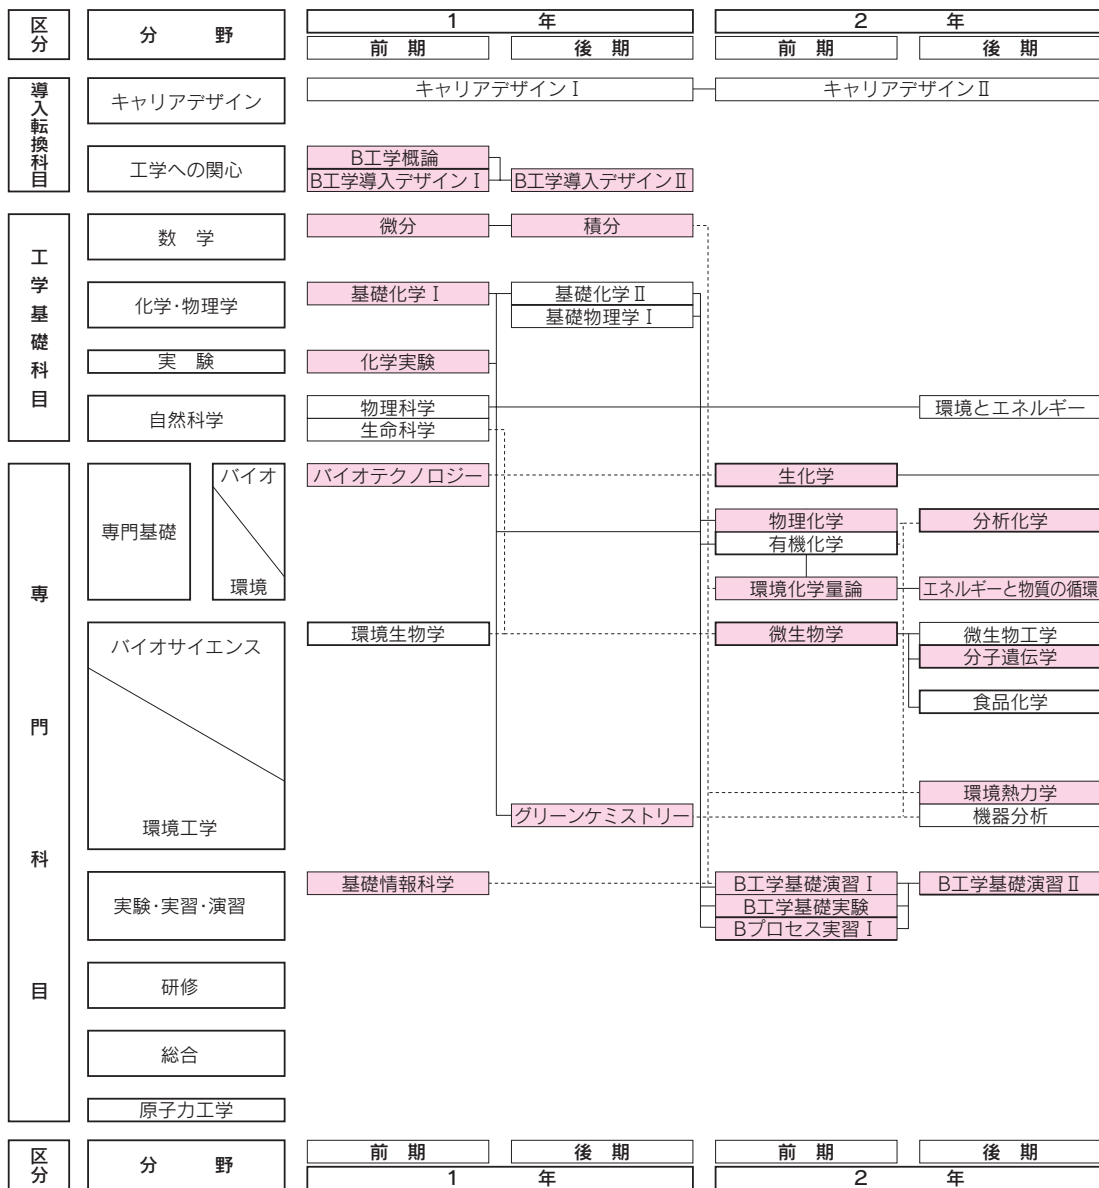 区分
分　野
1　年
2　年
前 期
後 期
前 期
後 期
導入転換科目
キャリアデザイン
キャリアデザインⅠ
キャリアデザインⅡ
工学への関心
B工学概論
B工学導入デザインⅠ
B工学導入デザインⅡ
工学基礎科目
数　学
微分
積分
化学・物理学
基礎化学Ⅰ
基礎化学Ⅱ
基礎物理学Ⅰ
実　験
化学実験
自然科学
物理科学
環境とエネルギー
生命科学
専門科目
専門基礎
バイオ
環境
バイオテクノロジー
生化学
物理化学
分析化学
有機化学
環境化学量論
エネルギーと物質の循環
バイオサイエンス
環境工学
環境生物学
微生物学
微生物工学
分子遺伝学
食品化学
環境熱力学
グリーンケミストリー
機器分析
実験・実習・演習
基礎情報科学
B工学基礎演習Ⅰ
B工学基礎演習Ⅱ
B工学基礎実験
Bプロセス実習Ⅰ
研修
総合
原子力工学
区分
分　野
前 期
後 期
前 期
後 期
1　年
2　年